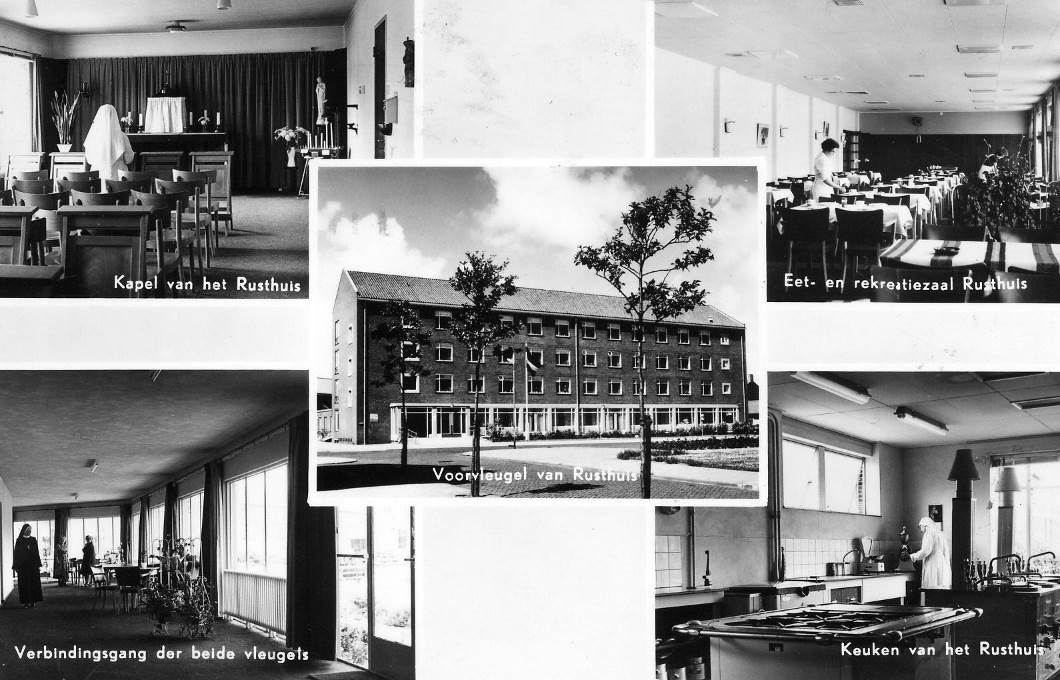 Kapel van het Rusthuis
Eet- en rekreatiezaal Rusthuis
Voorvleugel van Rusthuis
Verbindingsgang der beide vleugels
Keuken van het Rusthuis